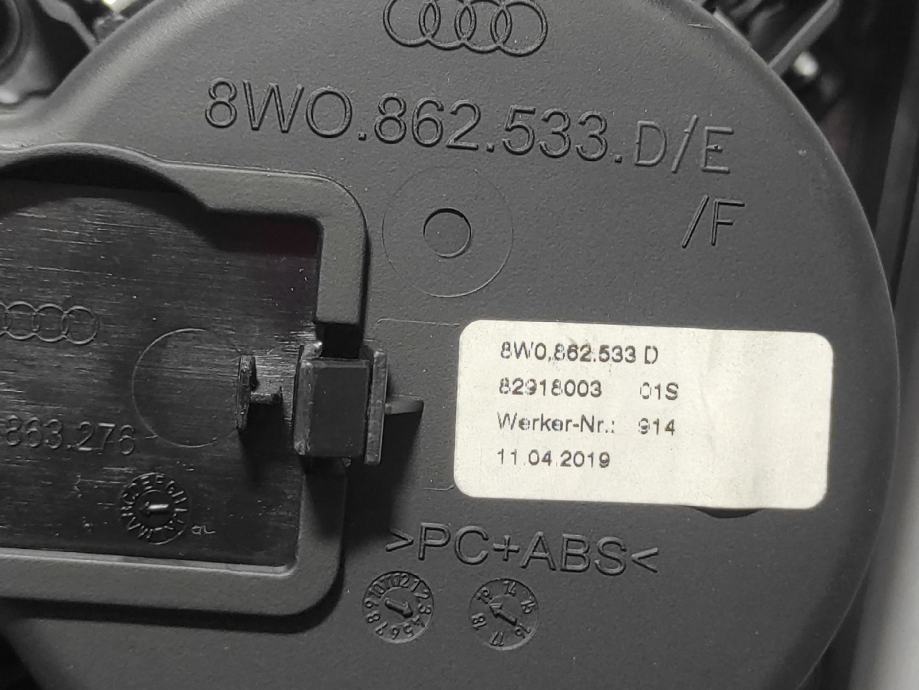 8W0.862.533.D/E
/F
8W0.862.533 D
82918003 01S
Werker-Nr.: 914
11.04.2019
863.276
>PC+ABS<